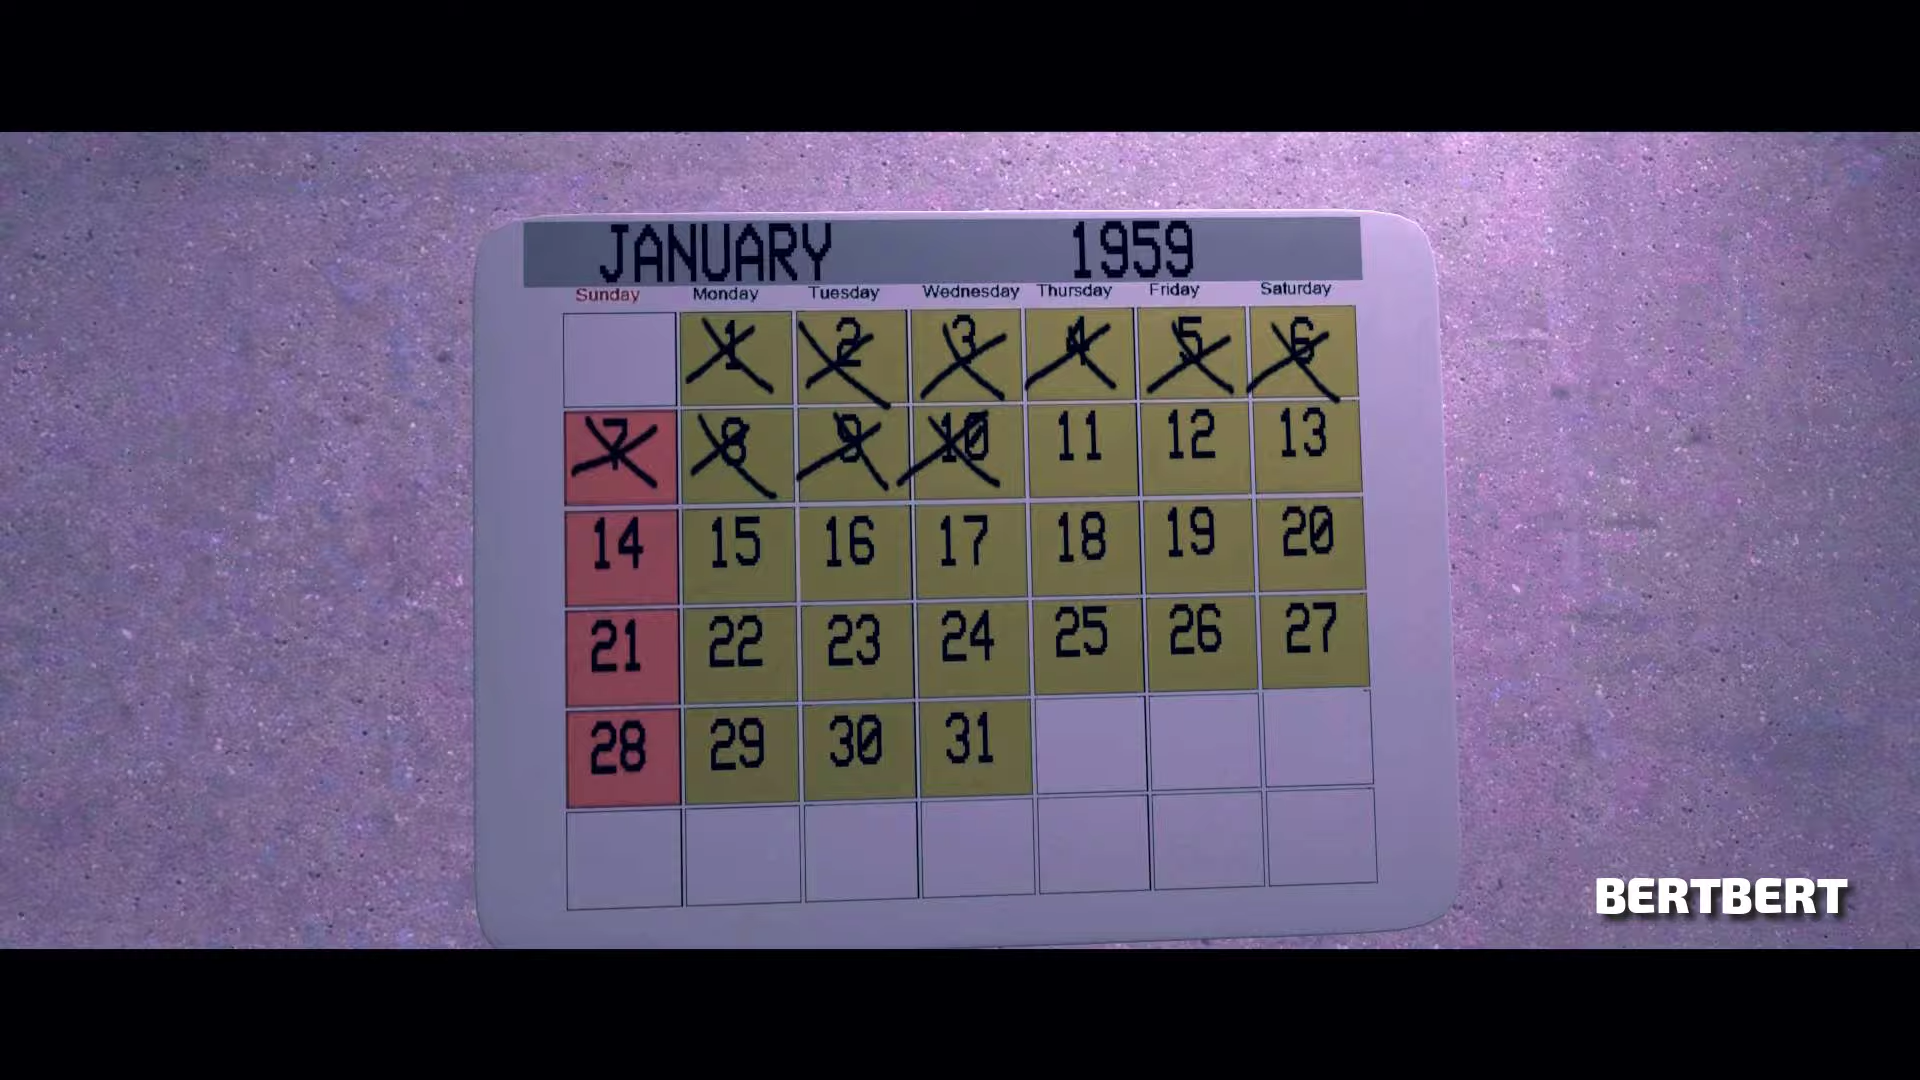 JANUARY 1959
Sunday Monday Tuesday Wednesday Thursday Friday Saturday
1 2 3 4 5 6
7 8 9 10 11 12 13
14 15 16 17 18 19 20
21 22 23 24 25 26 27
28 29 30 31
BERTBERT